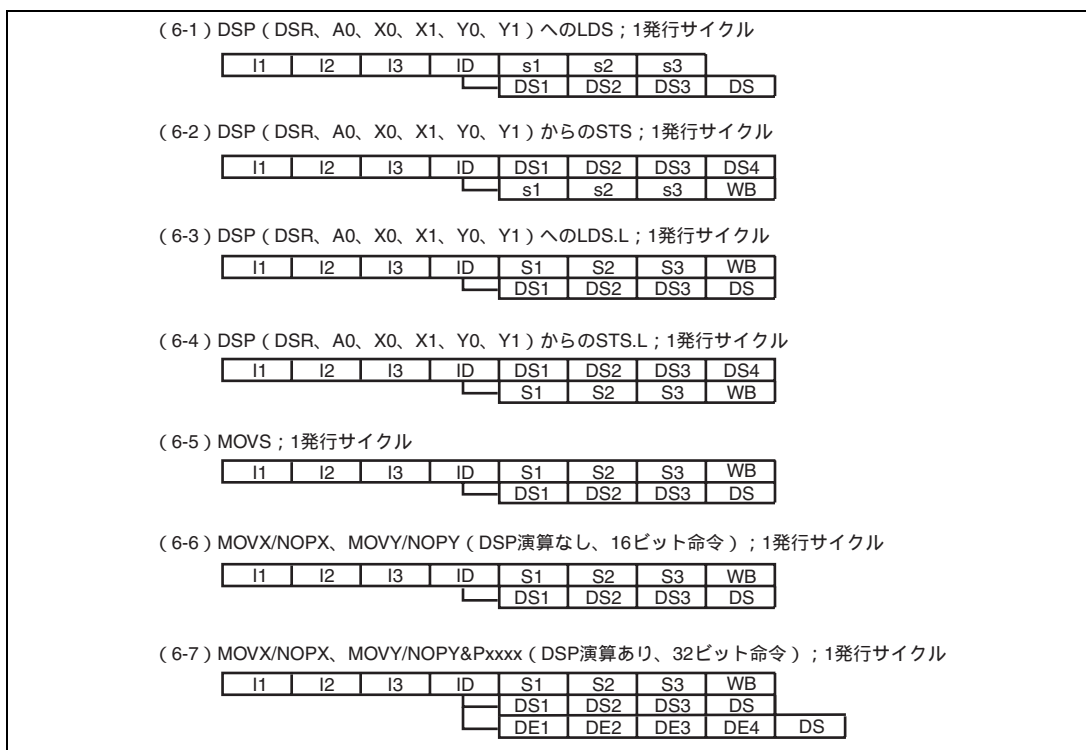 （6-1）DSP（DSR、A0、X0、X1、Y0、Y1）へのLDS；1発行サイクル
I1 I2 I3 ID s1 s2 s3
DS1 DS2 DS3 DS
（6-2）DSP（DSR、A0、X0、X1、Y0、Y1）からのSTS；1発行サイクル
I1 I2 I3 ID DS1 DS2 DS3 DS4
s1 s2 s3 WB
（6-3）DSP（DSR、A0、X0、X1、Y0、Y1）へのLDS.L；1発行サイクル
I1 I2 I3 ID S1 S2 S3 WB
DS1 DS2 DS3 DS
（6-4）DSP（DSR、A0、X0、X1、Y0、Y1）からのSTS.L；1発行サイクル
I1 I2 I3 ID DS1 DS2 DS3 DS4
S1 S2 S3 WB
（6-5）MOVS；1発行サイクル
I1 I2 I3 ID S1 S2 S3 WB
DS1 DS2 DS3 DS
（6-6）MOVX/NOPX、MOVY/NOPY（DSP演算なし、16ビット命令）；1発行サイクル
I1 I2 I3 ID S1 S2 S3 WB
DS1 DS2 DS3 DS
（6-7）MOVX/NOPX、MOVY/NOPY&Pxxxx（DSP演算あり、32ビット命令）；1発行サイクル
I1 I2 I3 ID S1 S2 S3 WB
DS1 DS2 DS3 DS
DE1 DE2 DE3 DE4 DS